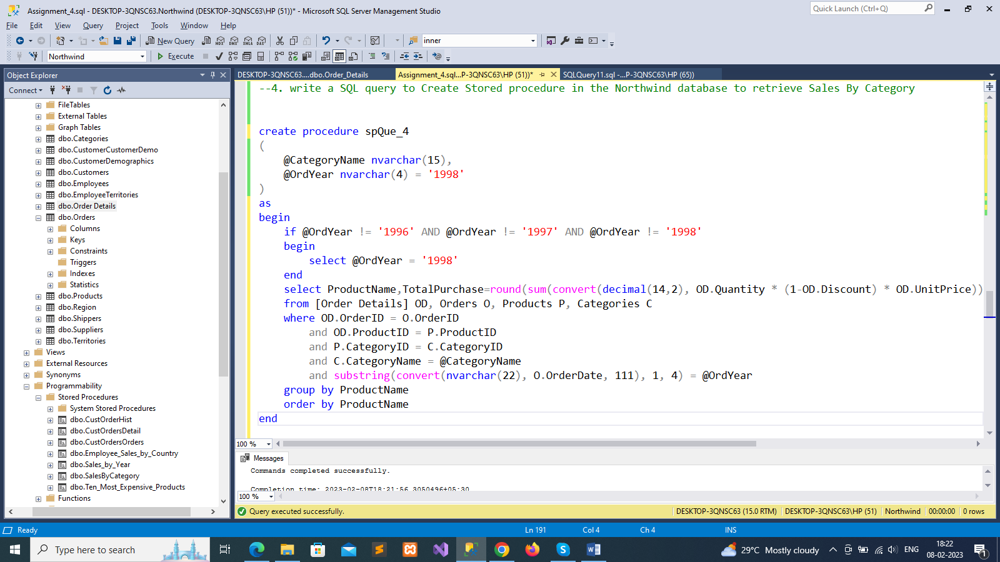 Assignment_4.sql - DESKTOP-3QNSC63.Northwind (DESKTOP-3QNSC63\HP (51))* - Microsoft SQL Server Management Studio
Quick Launch (Ctrl+Q)
File Edit View Query Project Tools Window Help
New Query
MDX DMX XMLA DAX
inner
Northwind
Execute
Object Explorer
Connect
FileTables
External Tables
Graph Tables
dbo.Categories
dbo.CustomerCustomerDemo
dbo.CustomerDemographics
dbo.Customers
dbo.Employees
dbo.EmployeeTerritories
dbo.Order Details
dbo.Orders
Columns
Keys
Constraints
Triggers
Indexes
Statistics
dbo.Products
dbo.Region
dbo.Shippers
dbo.Suppliers
dbo.Territories
Views
External Resources
Synonyms
Programmability
Stored Procedures
System Stored Procedures
dbo.CustOrderHist
dbo.CustOrdersDetail
dbo.CustOrdersOrders
dbo.Employee_Sales_by_Country
dbo.Sales_by_Year
dbo.SalesByCategory
dbo.Ten_Most_Expensive_Products
Functions
DESKTOP-3QNSC63....dbo.Order_Details
Assignment_4.sql...P-3QNSC63\HP (51))*
SQLQuery11.sql -...P-3QNSC63\HP (65))
--4. write a SQL query to Create Stored procedure in the Northwind database to retrieve Sales By Category
create procedure spQue_4
(
@CategoryName nvarchar(15),
@OrdYear nvarchar(4) = '1998'
)
as
begin
if @OrdYear != '1996' AND @OrdYear != '1997' AND @OrdYear != '1998'
begin
select @OrdYear = '1998'
end
select ProductName,TotalPurchase=round(sum(convert(decimal(14,2), OD.Quantity * (1-OD.Discount) * OD.UnitPrice))
from [Order Details] OD, Orders O, Products P, Categories C
where OD.OrderID = O.OrderID
and OD.ProductID = P.ProductID
and P.CategoryID = C.CategoryID
and C.CategoryName = @CategoryName
and substring(convert(nvarchar(22), O.OrderDate, 111), 1, 4) = @OrdYear
group by ProductName
order by ProductName
end
100 %
Messages
Commands completed successfully.
Completion time: 2023-02-08T18:21:56.3050496+05:30
100 %
Query executed successfully.
DESKTOP-3QNSC63 (15.0 RTM) DESKTOP-3QNSC63\HP (51) Northwind 00:00:00 0 rows
Ready
Ln 191 Col 4 Ch 4 INS
Type here to search
29°C Mostly cloudy
ENG
18:22
08-02-2023
1